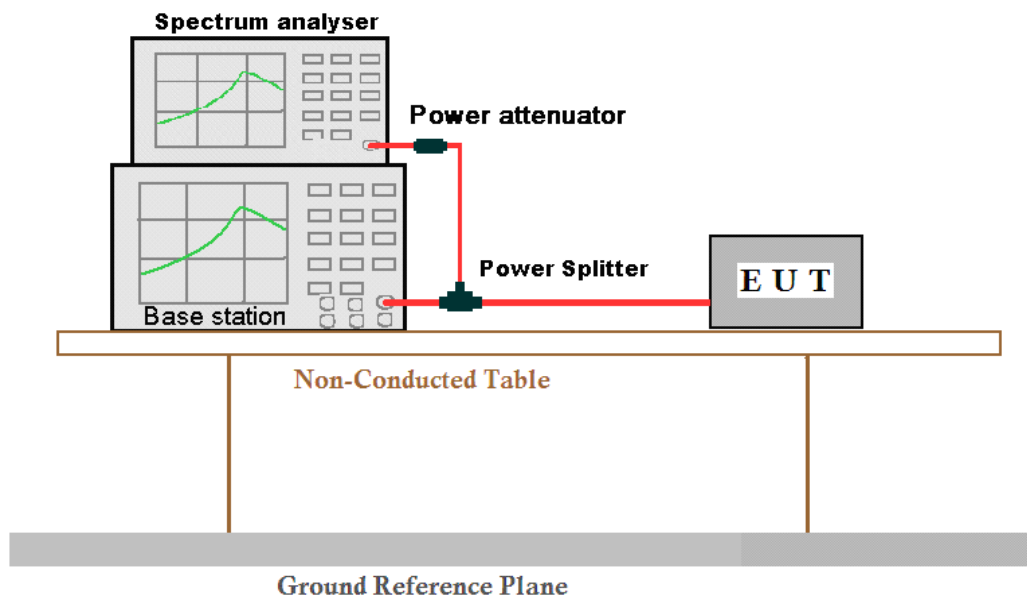 Spectrum analyser
Power attenuator
Power Splitter
E U T
Base station
Non-Conducted Table
Ground Reference Plane